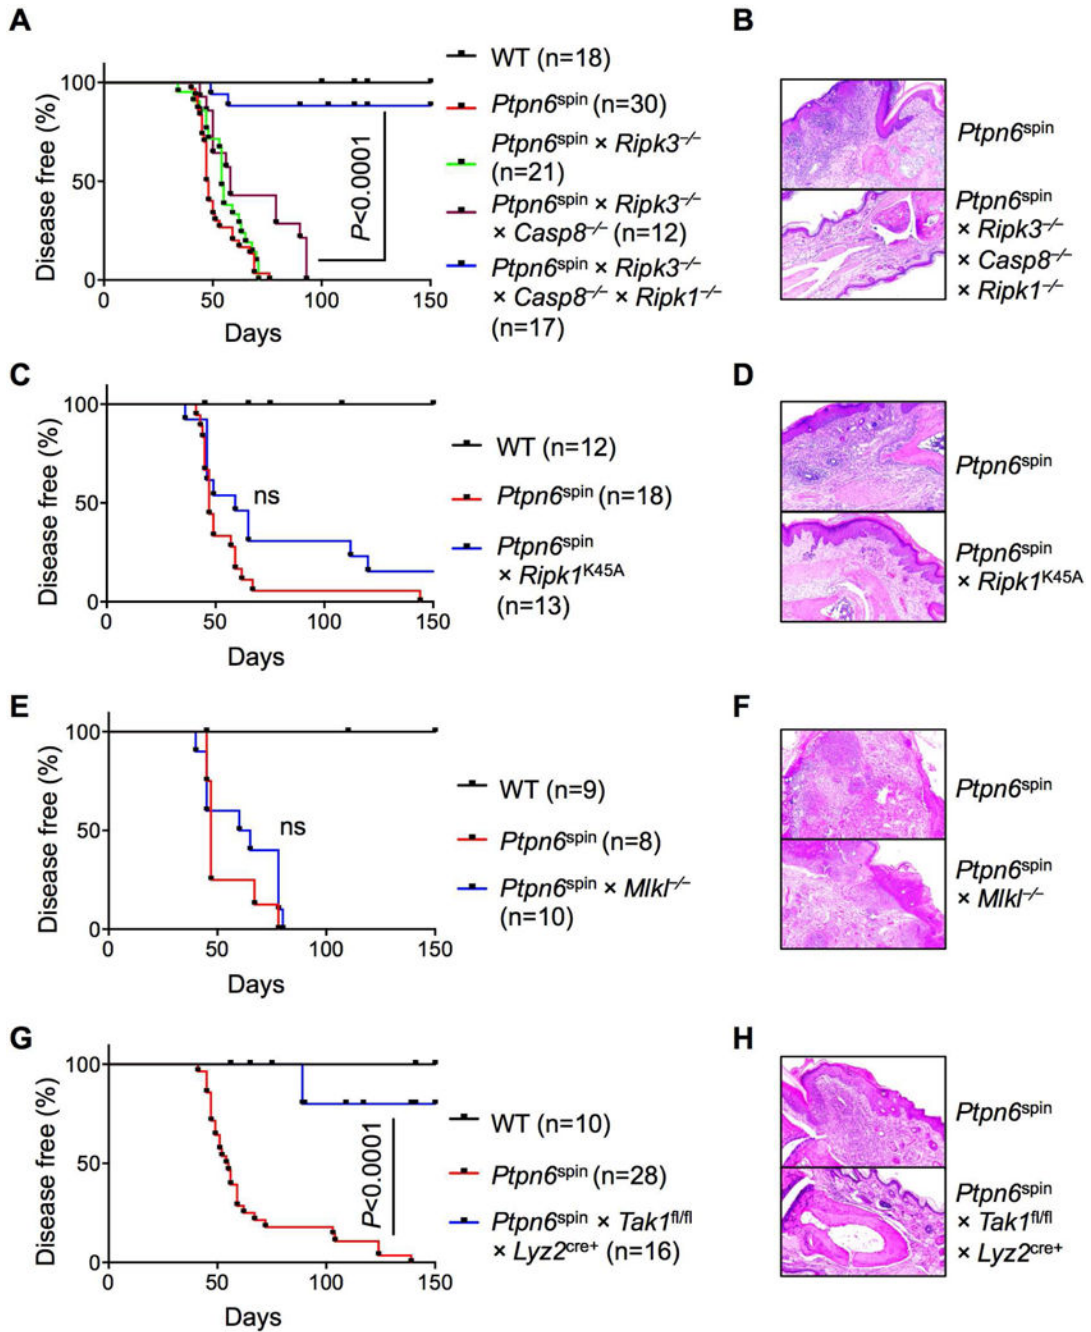 A
B
Disease free (%)
100
50
0
0
50
100
150
Days
P<0.0001
WT (n=18)
Ptpn6spin (n=30)
Ptpn6spin × Ripk3–/–
(n=21)
Ptpn6spin × Ripk3–/–
× Casp8–/– (n=12)
Ptpn6spin × Ripk3–/–
× Casp8–/– × Ripk1–/–
(n=17)
Ptpn6spin
Ptpn6spin
× Ripk3–/–
× Casp8–/–
× Ripk1–/–
C
D
Disease free (%)
100
50
0
0
50
100
150
Days
ns
WT (n=12)
Ptpn6spin (n=18)
Ptpn6spin
× Ripk1K45A
(n=13)
Ptpn6spin
Ptpn6spin
× Ripk1K45A
E
F
Disease free (%)
100
50
0
0
50
100
150
Days
ns
WT (n=9)
Ptpn6spin (n=8)
Ptpn6spin × Mlkl–/–
(n=10)
Ptpn6spin
Ptpn6spin
× Mlkl–/–
G
H
Disease free (%)
100
50
0
0
50
100
150
Days
P<0.0001
WT (n=10)
Ptpn6spin (n=28)
Ptpn6spin × Tak1fl/fl
× Lyz2cre+ (n=16)
Ptpn6spin
Ptpn6spin
× Tak1fl/fl
× Lyz2cre+